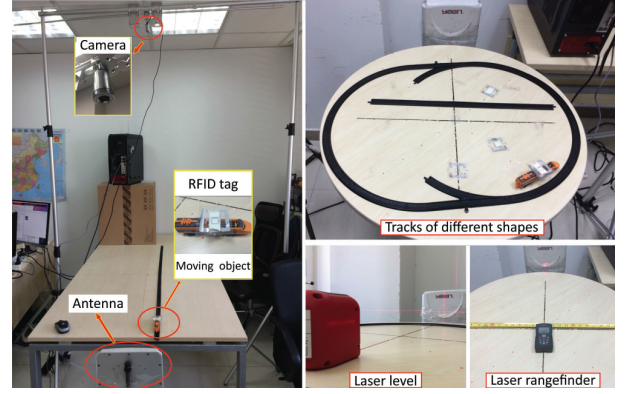 Camera
RFID tag
Moving object
Antenna
Tracks of different shapes
Laser level
Laser rangefinder